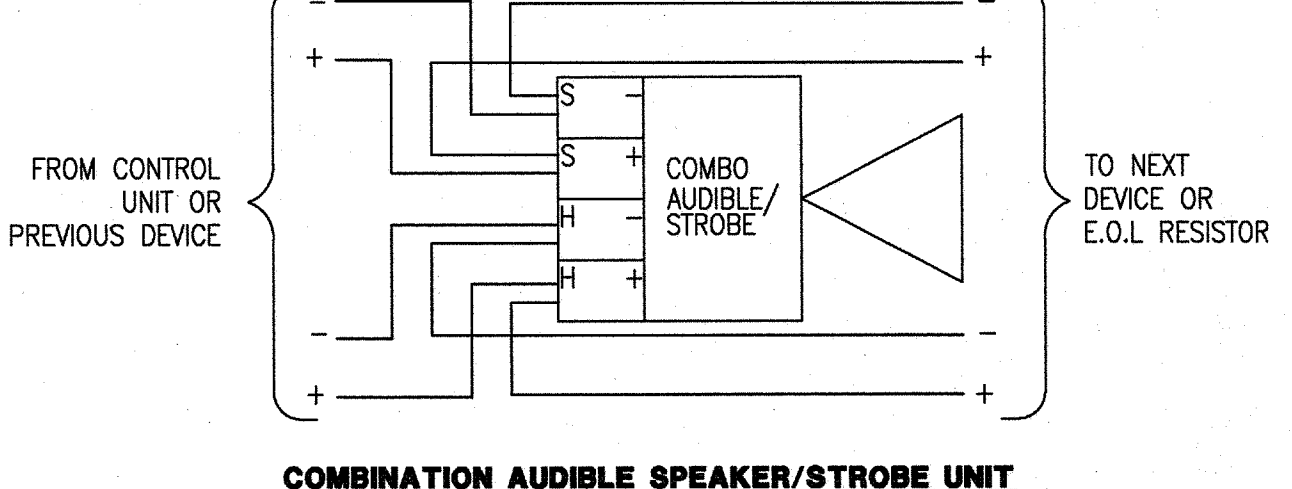 −
−
+
+
S −
S +
H −
H +
COMBO
AUDIBLE/
STROBE
FROM CONTROL
UNIT OR
PREVIOUS DEVICE
TO NEXT
DEVICE OR
E.O.L RESISTOR
−
−
+
+
COMBINATION AUDIBLE SPEAKER/STROBE UNIT